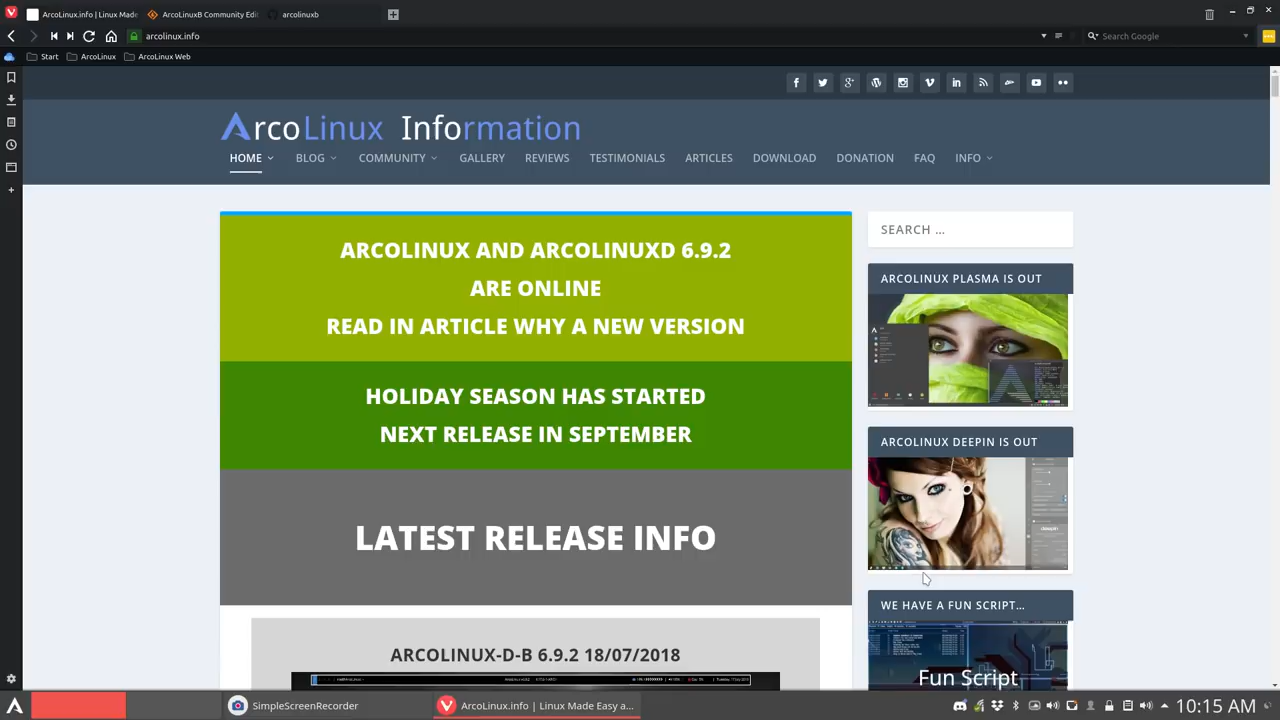 ArcoLinux.info | Linux Made
ArcoLinuxB Community Edit
arcolinuxb
arcolinux.info
Search Google
Start
ArcoLinux
ArcoLinux Web
ArcoLinux Information
HOME
BLOG
COMMUNITY
GALLERY
REVIEWS
TESTIMONIALS
ARTICLES
DOWNLOAD
DONATION
FAQ
INFO
ARCOLINUX AND ARCOLINUXD 6.9.2
ARE ONLINE
READ IN ARTICLE WHY A NEW VERSION
HOLIDAY SEASON HAS STARTED
NEXT RELEASE IN SEPTEMBER
LATEST RELEASE INFO
ARCOLINUX-D-B 6.9.2 18/07/2018
SEARCH …
ARCOLINUX PLASMA IS OUT
ARCOLINUX DEEPIN IS OUT
deepin
WE HAVE A FUN SCRIPT…
Fun Script
SimpleScreenRecorder
ArcoLinux.info | Linux Made Easy a...
10:15 AM